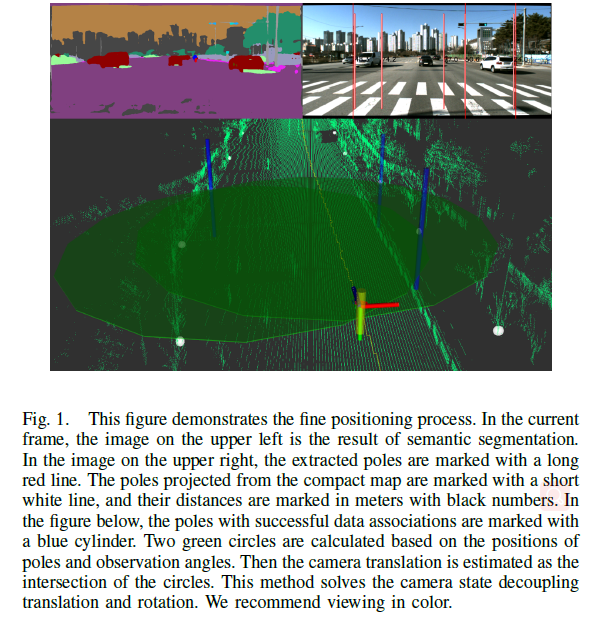 Fig. 1. This figure demonstrates the fine positioning process. In the current
frame, the image on the upper left is the result of semantic segmentation.
In the image on the upper right, the extracted poles are marked with a long
red line. The poles projected from the compact map are marked with a short
white line, and their distances are marked in meters with black numbers. In
the figure below, the poles with successful data associations are marked with
a blue cylinder. Two green circles are calculated based on the positions of
poles and observation angles. Then the camera translation is estimated as the
intersection of the circles. This method solves the camera state decoupling
translation and rotation. We recommend viewing in color.